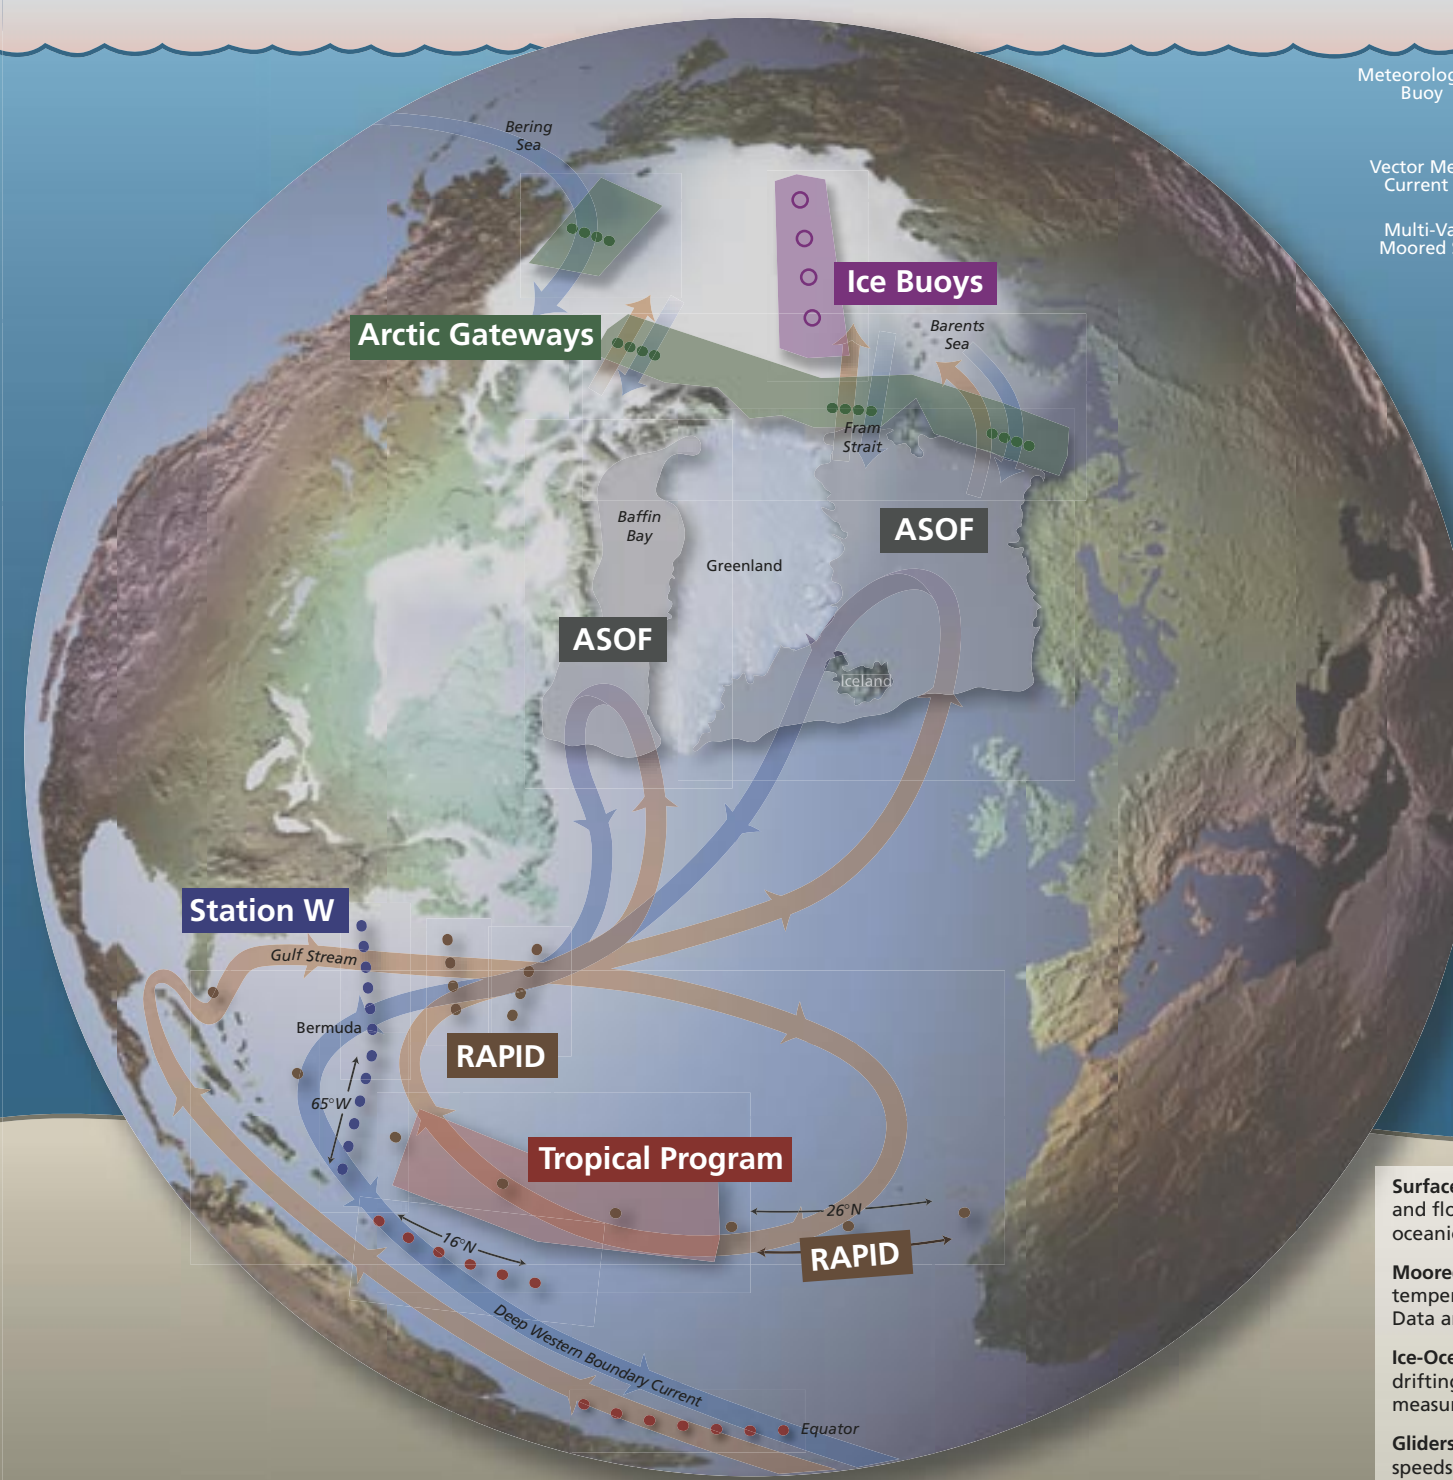 Meteorolog
Buoy
Vector Me
Current
Multi-Va
Moored
Bering
Sea
Ice Buoys
Arctic Gateways
Barents
Sea
Fram
Strait
Baffin
Bay
ASOF
Greenland
ASOF
Iceland
Station W
Gulf Stream
Bermuda
RAPID
65°W
Tropical Program
26°N
16°N
RAPID
Deep Western Boundary Current
Equator
Surface
and flo
oceani
Moore
temper
Data a
Ice-Oce
drifting
measur
Gliders
speeds